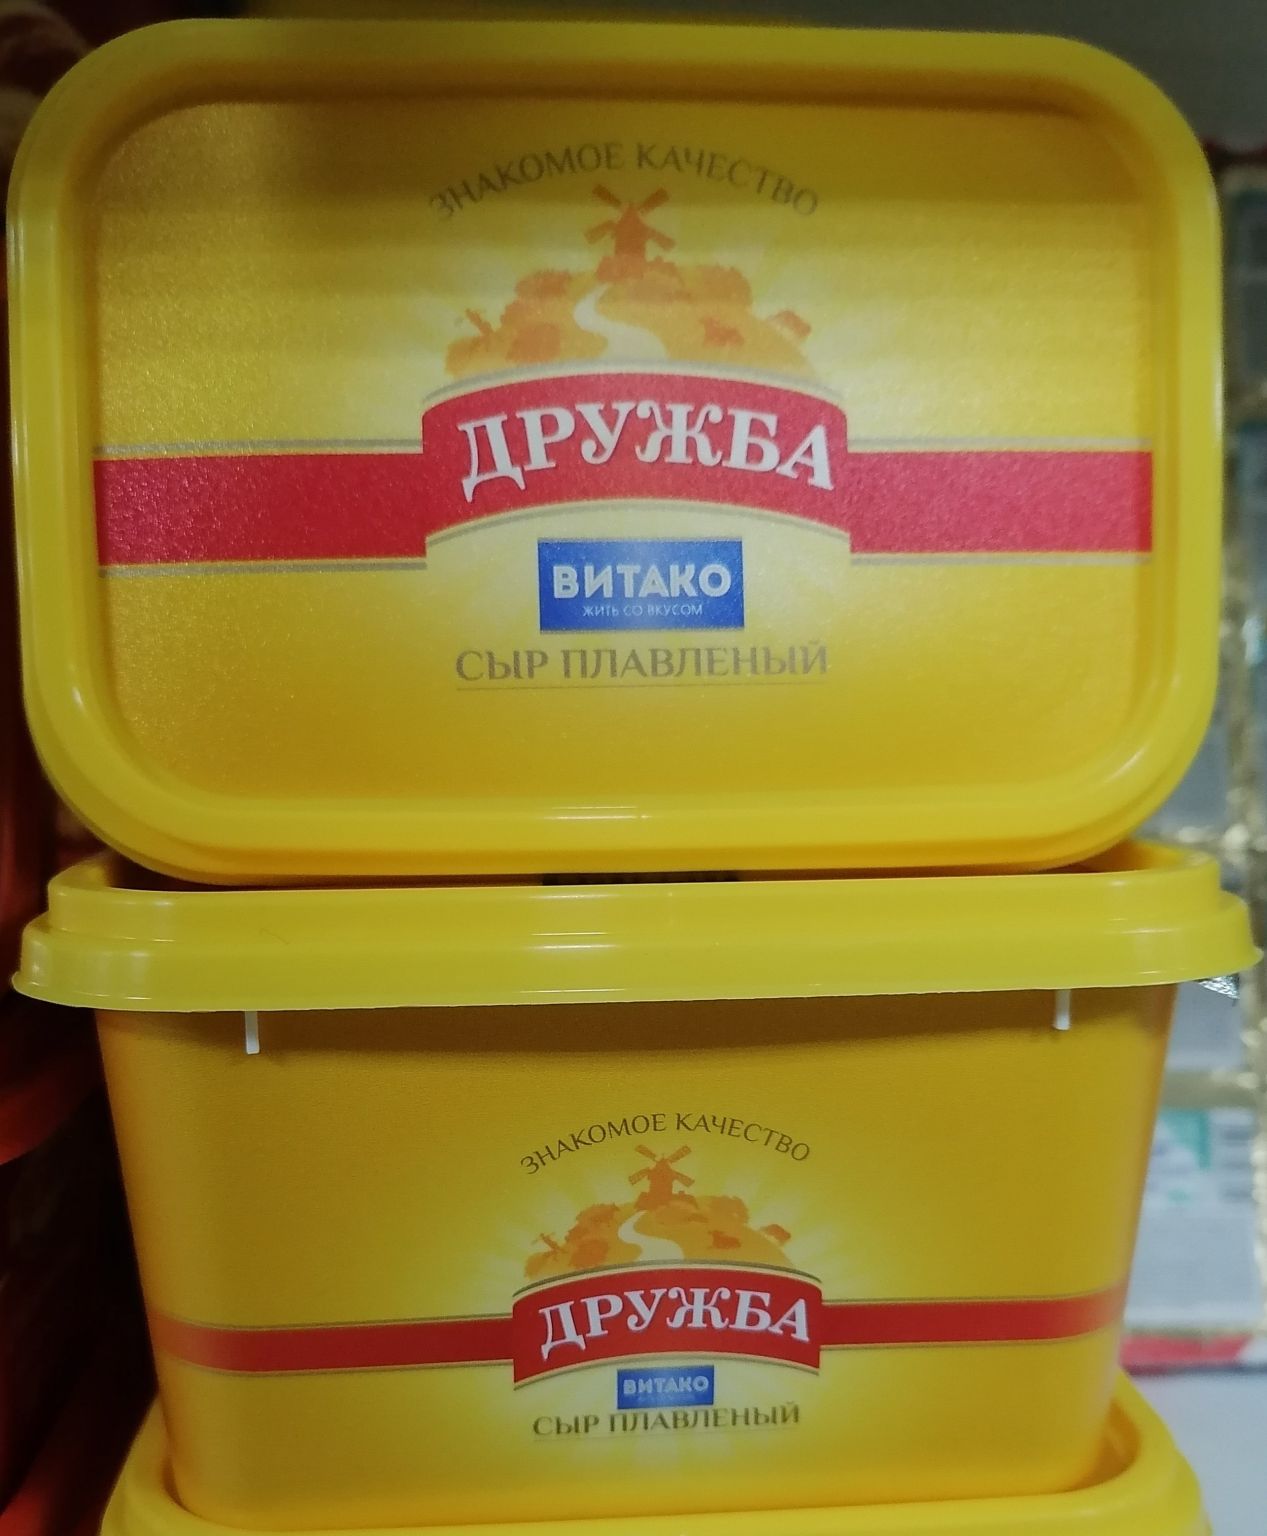 ЗНАКОМОЕ КАЧЕСТВО
ДРУЖБА
ВИТАКО
ЖИТЬ СО ВКУСОМ
СЫР ПЛАВЛЕНЫЙ
ЗНАКОМОЕ КАЧЕСТВО
ДРУЖБА
ВИТАКО
СЫР ПЛАВЛЕНЫЙ